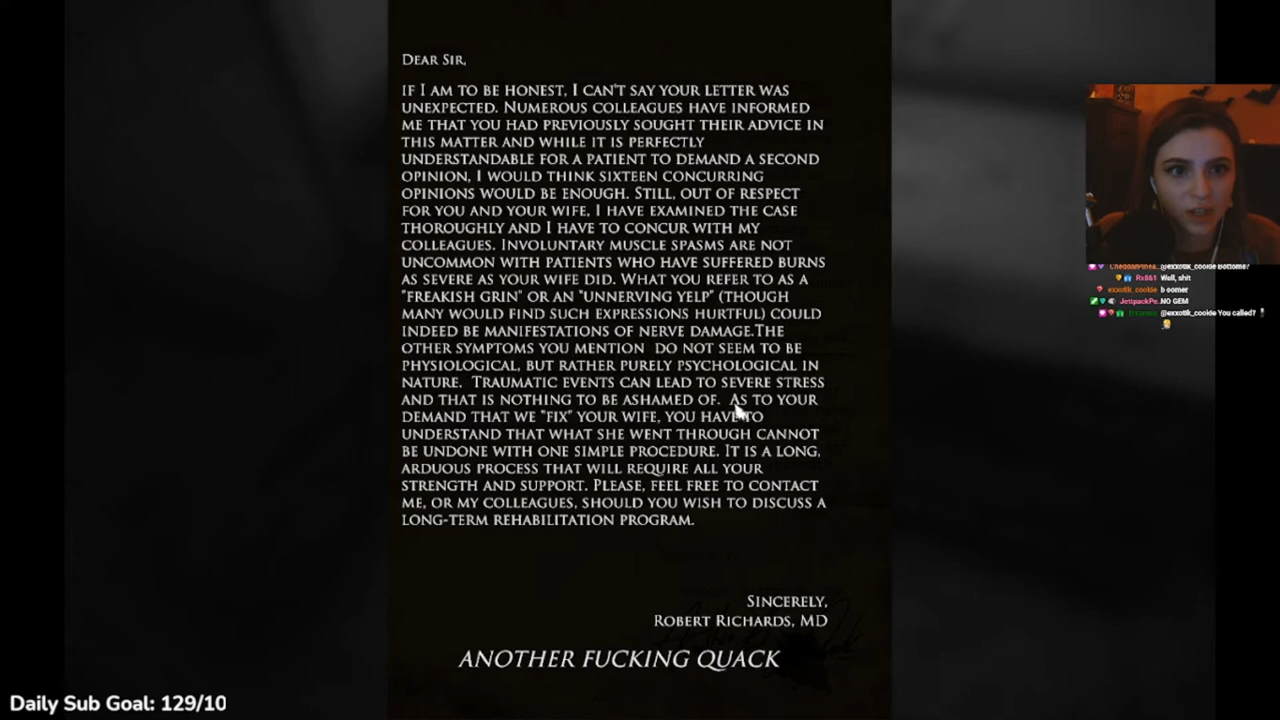 Dear Sir,
if I am to be honest, I can't say your letter was
unexpected. Numerous colleagues have informed
me that you had previously sought their advice in
this matter and while it is perfectly
understandable for a patient to demand a second
opinion, I would think sixteen concurring
opinions would be enough. Still, out of respect
for you and your wife, I have examined the case
thoroughly and I have to concur with my
colleagues. Involuntary muscle spasms are not
uncommon with patients who have suffered burns
as severe as your wife did. What you refer to as a
"freakish grin" or an "unnerving yelp" (though
many would find such expressions hurtful) could
indeed be manifestations of nerve damage.The
other symptoms you mention do not seem to be
physiological, but rather purely psychological in
nature. Traumatic events can lead to severe stress
and that is nothing to be ashamed of. As to your
demand that we "fix" your wife, you have to
understand that what she went through cannot
be undone with one simple procedure. It is a long,
arduous process that will require all your
strength and support. Please, feel free to contact
me, or my colleagues, should you wish to discuss a
long-term rehabilitation program.
Sincerely,
Robert Richards, MD
ANOTHER FUCKING QUACK
@exxotik_cookie Bottoms?
Rx861 Well, shit
exxotik_cookie b oomer
JettpackPe.. NO GEM
@exxotik_cookie You called?
Daily Sub Goal: 129/10